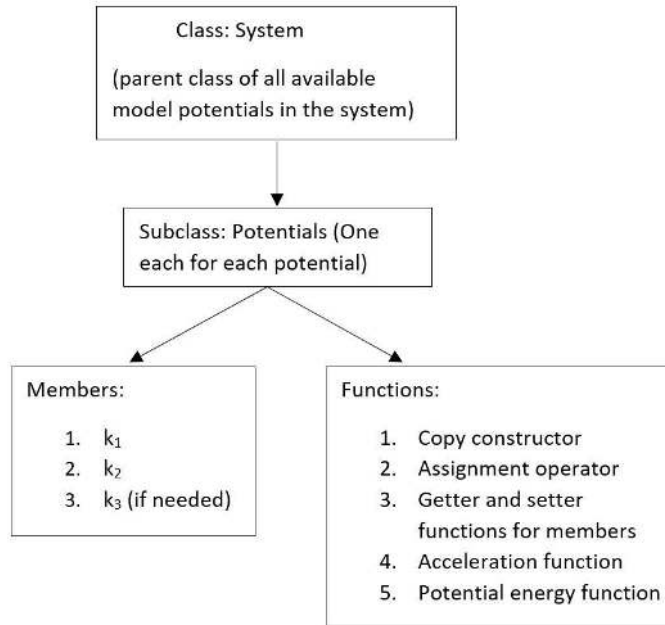 Class: System
(parent class of all available
model potentials in the system)
Subclass: Potentials (One
each for each potential)
Members:
1. k₁
2. k₂
3. k₃ (if needed)
Functions:
1. Copy constructor
2. Assignment operator
3. Getter and setter
functions for members
4. Acceleration function
5. Potential energy function